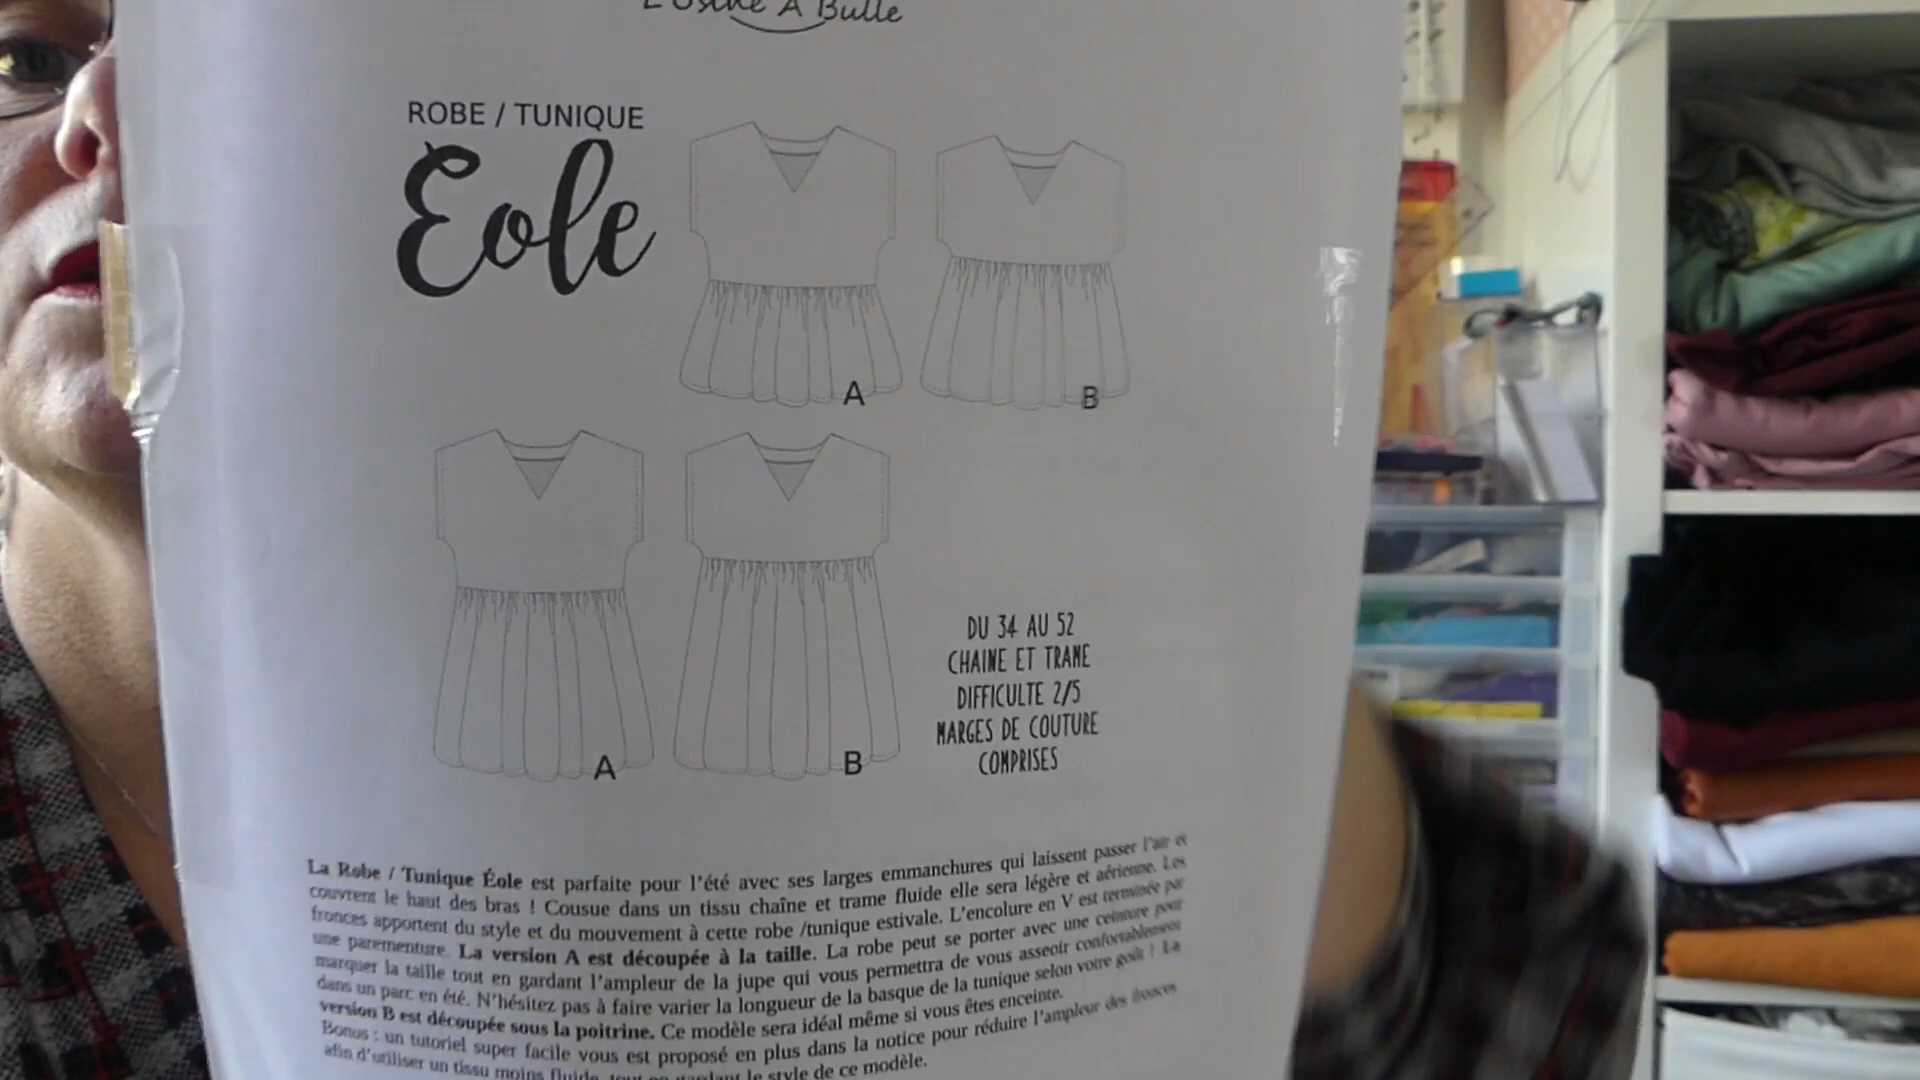 L'Usine À Bulle
ROBE / TUNIQUE
Éole
A
B
A
B
DU 34 AU 52
CHAINE ET TRAME
DIFFICULTE 2/5
MARGES DE COUTURE
COMPRISES
La Robe / Tunique Éole est parfaite pour l'été avec ses larges emmanchures qui laissent passer l'air et
couvrent le haut des bras ! Cousue dans un tissu chaîne et trame fluide elle sera légère et aérienne. Les
fronces apportent du style et du mouvement à cette robe /tunique estivale. L'encolure en V est terminée par
une parementure. La version A est découpée à la taille. La robe peut se porter avec une ceinture pour
marquer la taille tout en gardant l'ampleur de la jupe qui vous permettra de vous asseoir confortablement
dans un parc en été. N'hésitez pas à faire varier la longueur de la basque de la tunique selon votre goût ! La
version B est découpée sous la poitrine. Ce modèle sera idéal même si vous êtes enceinte.
Bonus : un tutoriel super facile vous est proposé en plus dans la notice pour réduire l'ampleur des fronces
afin d'utiliser un tissu moins fluide, tout en gardant le style de ce modèle.